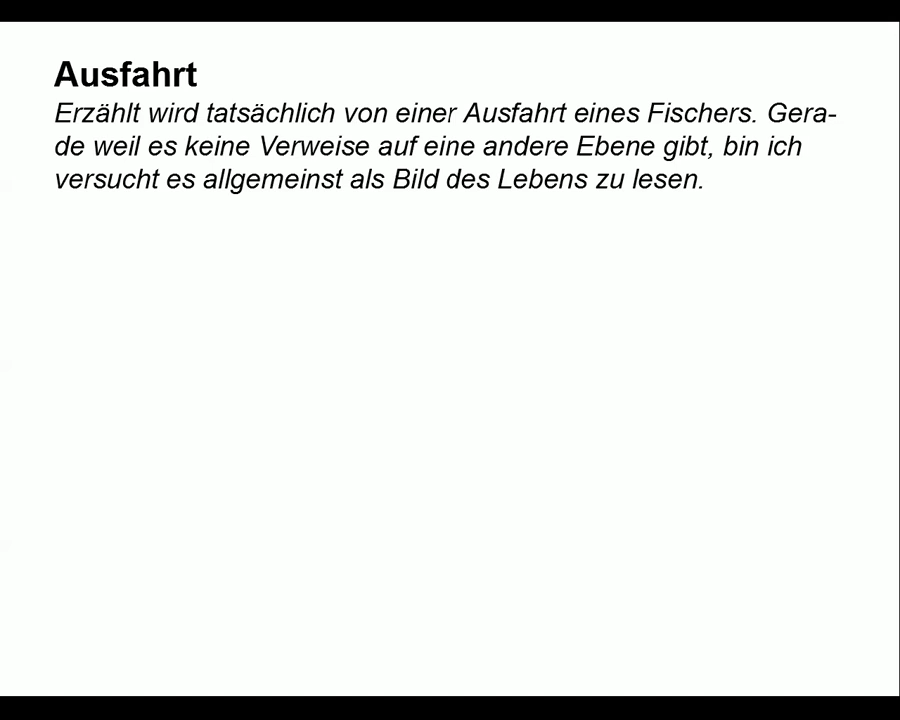 Ausfahrt
Erzählt wird tatsächlich von einer Ausfahrt eines Fischers. Gera-
de weil es keine Verweise auf eine andere Ebene gibt, bin ich
versucht es allgemeinst als Bild des Lebens zu lesen.